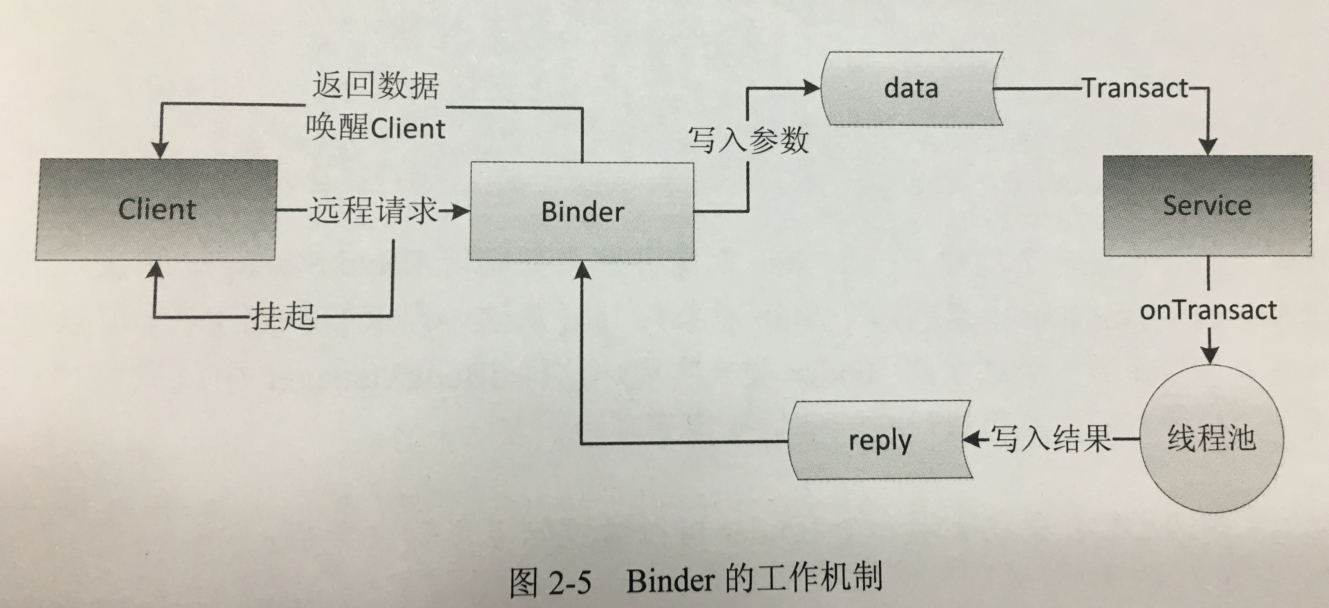 返回数据
唤醒Client
data
Transact
写入参数
Client
远程请求
Binder
Service
挂起
onTransact
reply
写入结果
线程池
图 2-5 Binder 的工作机制